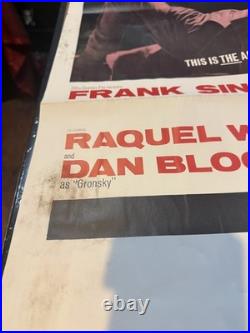 THIS IS THE A
FRANK SIN
RAQUEL W
and
DAN BLOC
as "Gronsky"